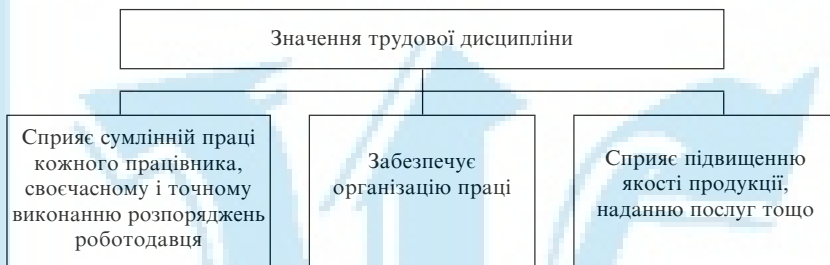 Значення трудової дисципліни
Сприяє сумлінній праці
кожного працівника,
своєчасному і точному
виконанню розпоряджень
роботодавця
Забезпечує
організацію праці
Сприяє підвищенню
якості продукції,
наданню послуг тощо